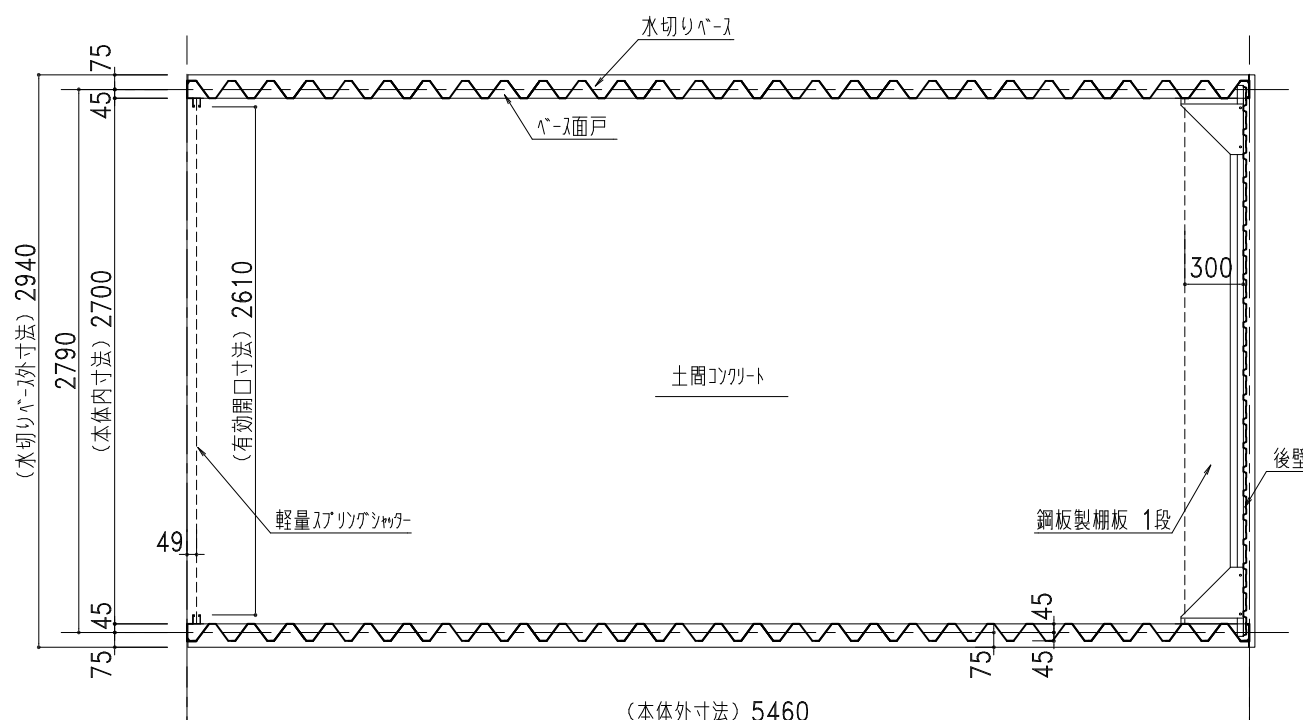 水切りベース
75
45
ベース面戸
(水切りベース外寸法) 2940
2790
(本体内寸法) 2700
(有効開口寸法) 2610
300
土間コンクリート
後壁
軽量スプリングシャッター
鋼板製棚板 1段
49
45
75
45
75
45
(本体外寸法) 5460